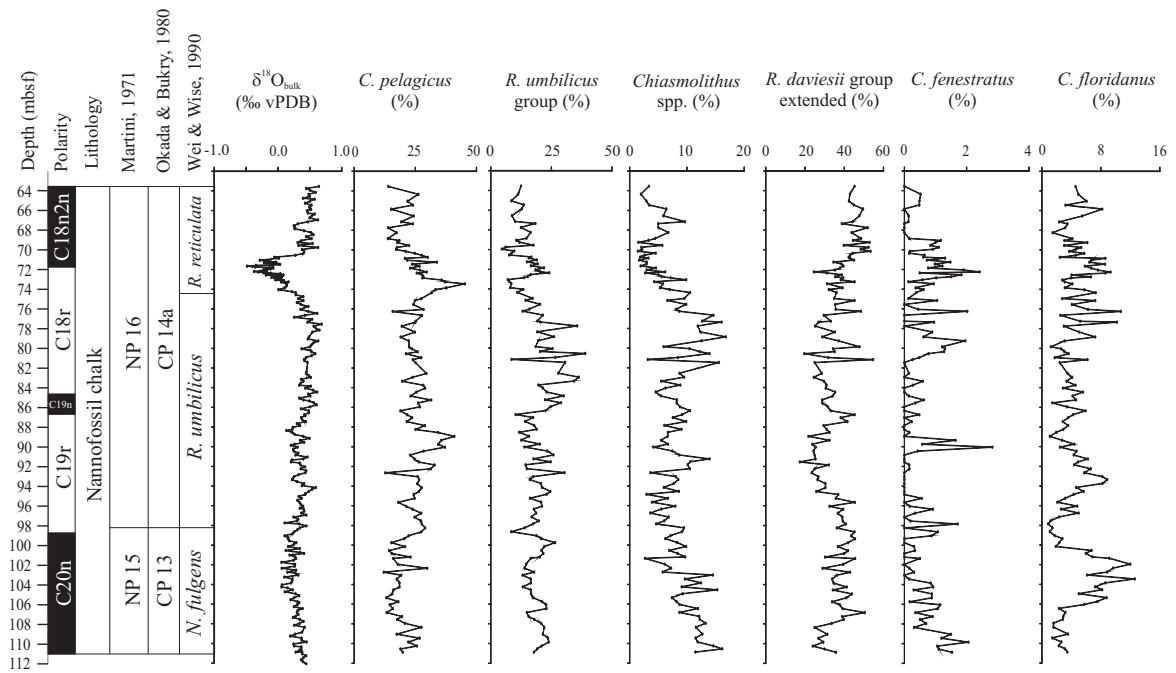 Depth (mbsf)
Polarity
Lithology
Martini, 1971
Okada & Bukry, 1980
Wei & Wise, 1990
δ18Obulk
(‰ vPDB)
C. pelagicus
(%)
R. umbilicus
group (%)
Chiasmolithus
spp. (%)
R. daviesii group
extended (%)
C. fenestratus
(%)
C. floridanus
(%)
-1.0 0.0 1.0
0 25 50
0 25 50
0 10 20
0 20 40 60
0 2 4
0 8 16
64
66
68
70
72
74
76
78
80
82
84
86
88
90
92
94
96
98
100
102
104
106
108
110
112
C18n2n
C18r
C19n
C19r
C20n
Nannofossil chalk
NP 16
NP 15
CP 14a
CP 13
R. reticulata
R. umbilicus
N. fulgens